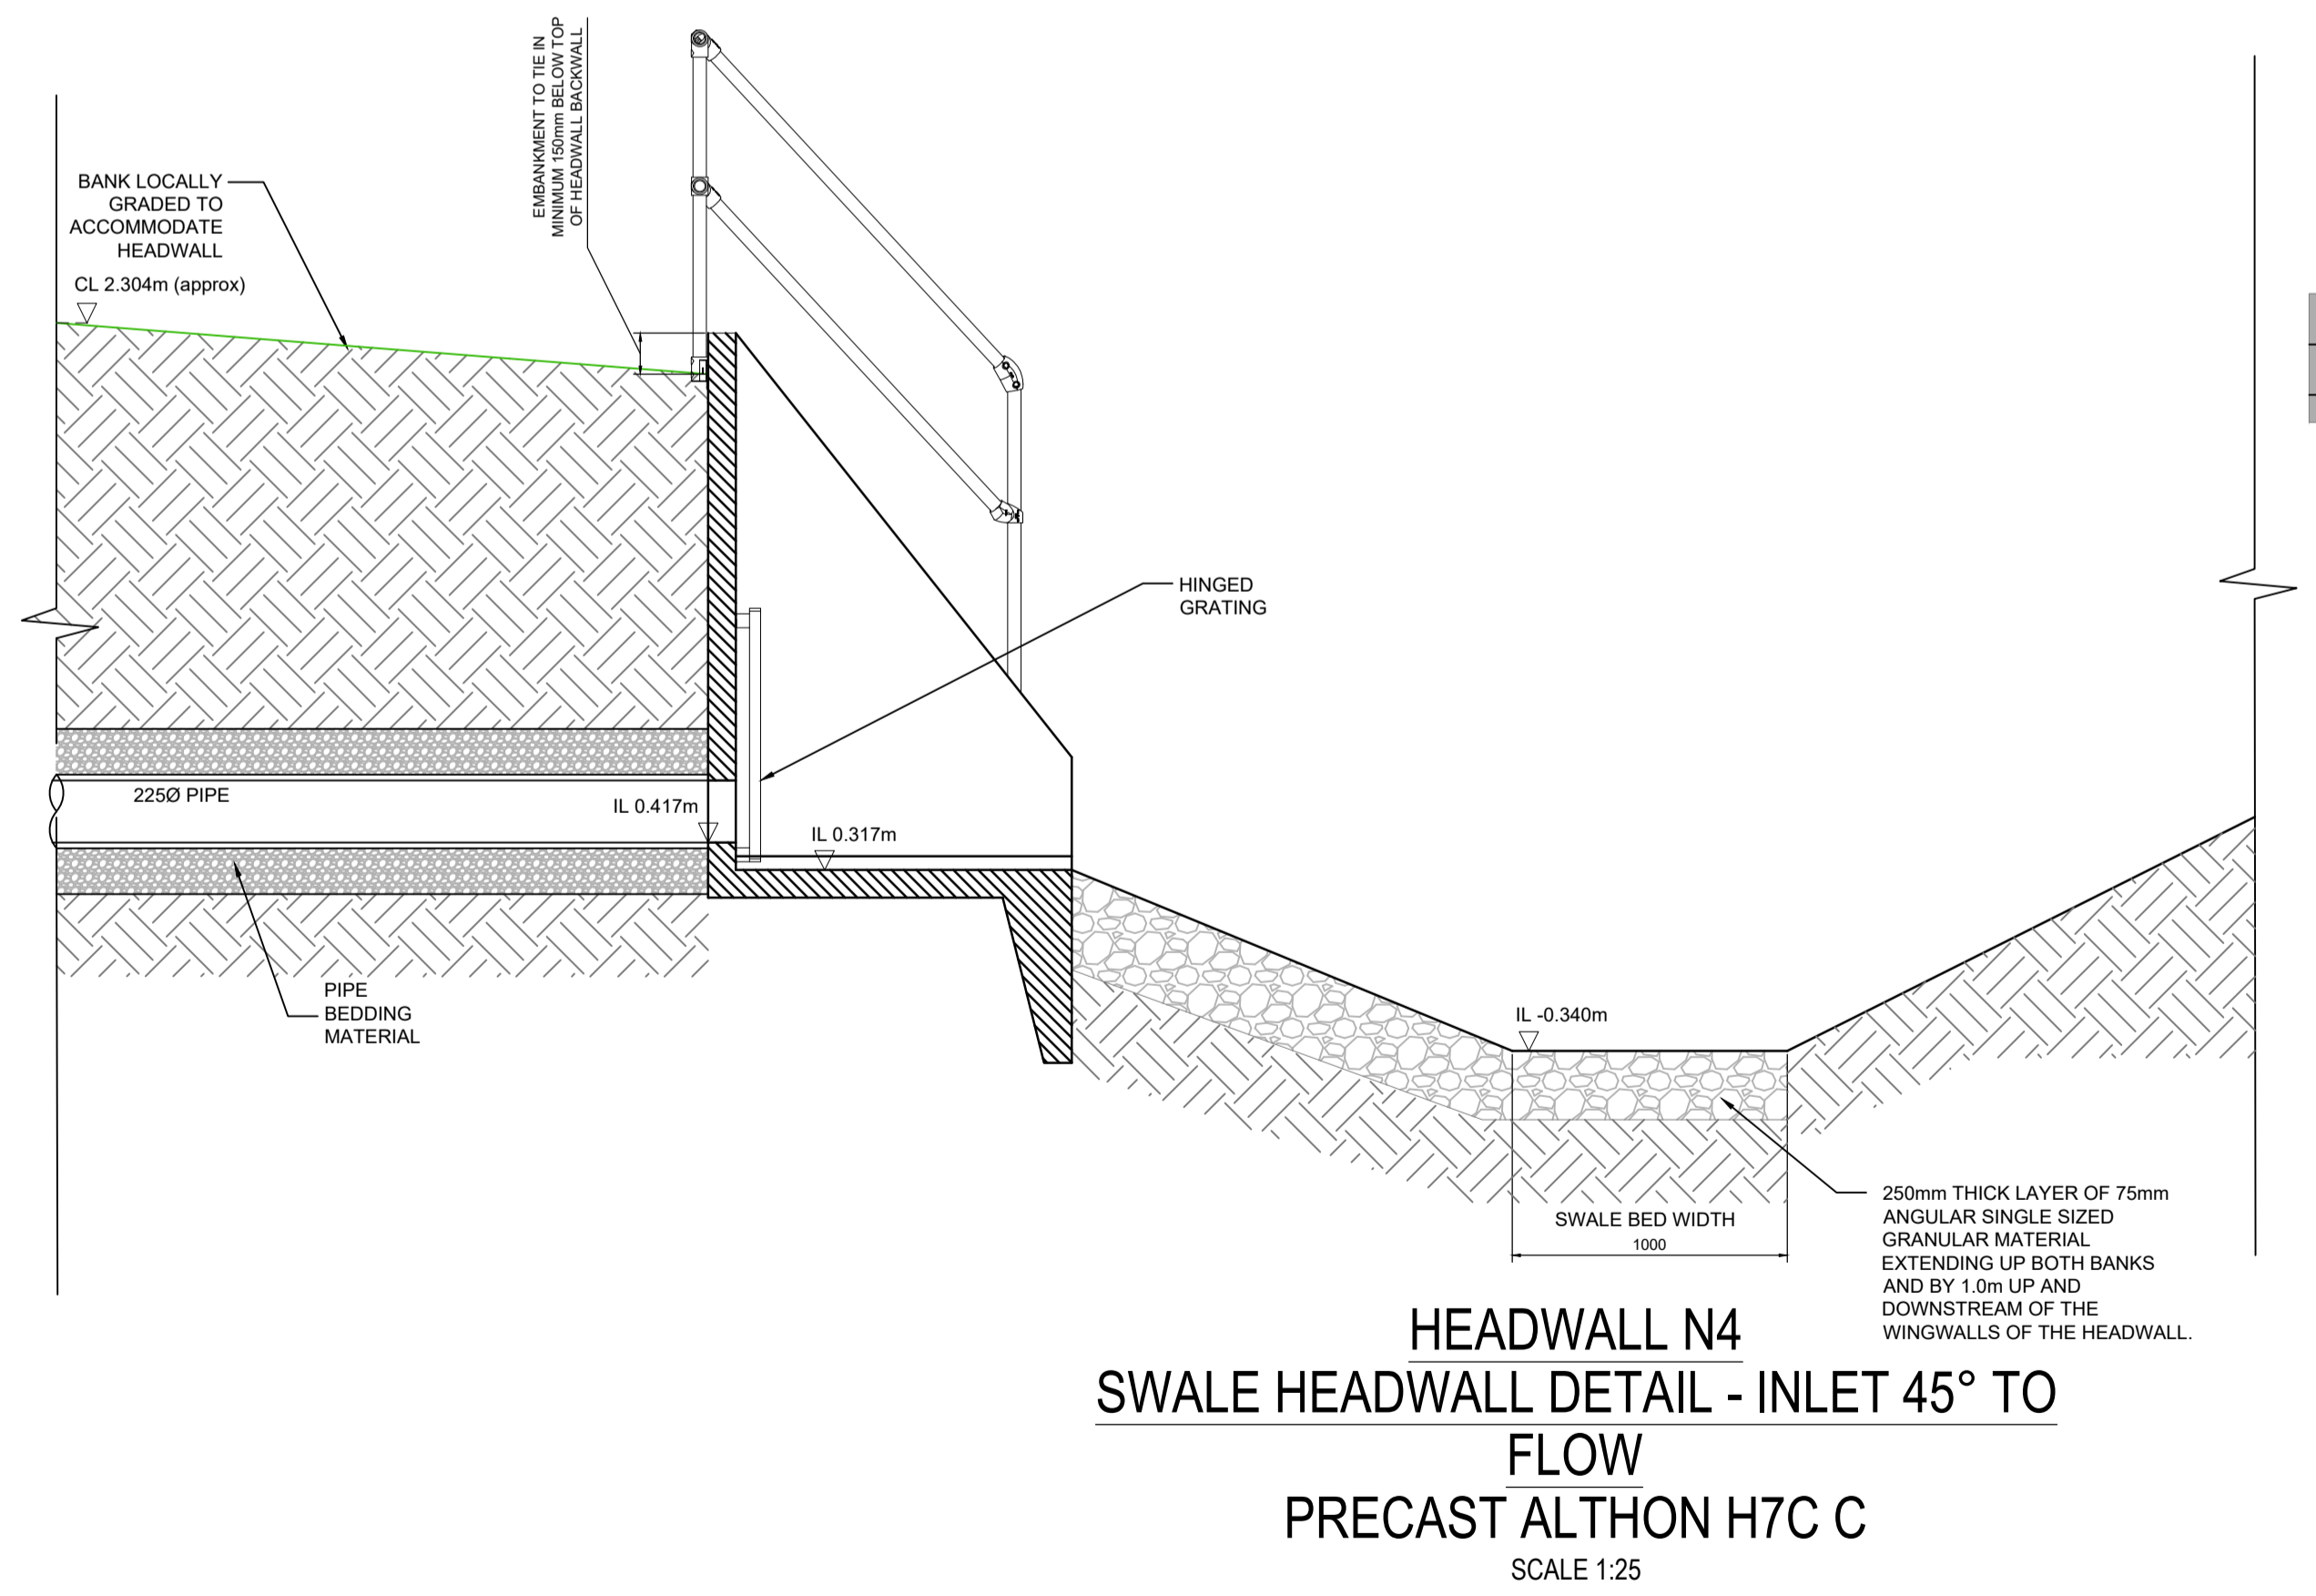 EMBANKMENT TO TIE IN
MINIMUM 150mm BELOW TOP
OF HEADWALL BACKWALL
BANK LOCALLY
GRADED TO
ACCOMMODATE
HEADWALL
CL 2.304m (approx)
HINGED
GRATING
225Ø PIPE
IL 0.417m
IL 0.317m
PIPE
BEDDING
MATERIAL
IL -0.340m
SWALE BED WIDTH
1000
250mm THICK LAYER OF 75mm
ANGULAR SINGLE SIZED
GRANULAR MATERIAL
EXTENDING UP BOTH BANKS
AND BY 1.0m UP AND
DOWNSTREAM OF THE
WINGWALLS OF THE HEADWALL.
HEADWALL N4
SWALE HEADWALL DETAIL - INLET 45° TO
FLOW
PRECAST ALTHON H7C C
SCALE 1:25